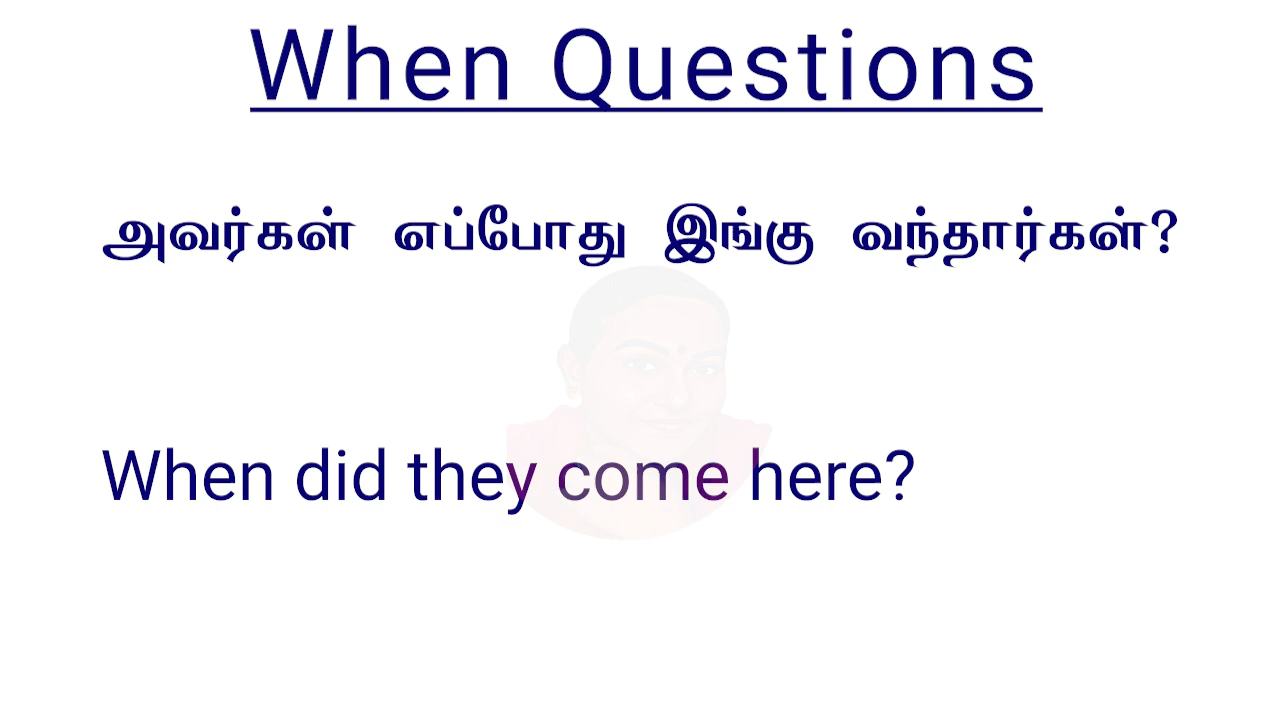 When Questions
அவர்கள் எப்போது இங்கு வந்தார்கள்?
When did they come here?